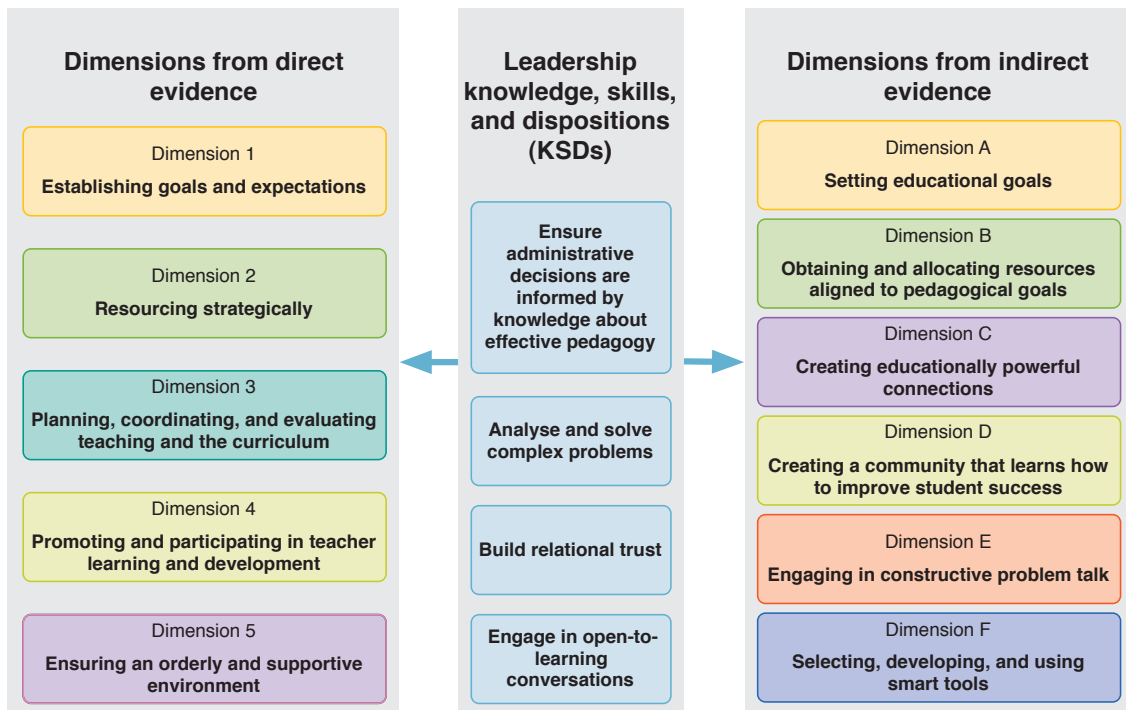 Dimensions from direct
evidence
Dimension 1
Establishing goals and expectations
Dimension 2
Resourcing strategically
Dimension 3
Planning, coordinating, and evaluating
teaching and the curriculum
Dimension 4
Promoting and participating in teacher
learning and development
Dimension 5
Ensuring an orderly and supportive
environment
Leadership
knowledge, skills,
and dispositions
(KSDs)
Ensure
administrative
decisions are
informed by
knowledge about
effective pedagogy
Analyse and solve
complex problems
Build relational trust
Engage in open-to-
learning
conversations
Dimensions from indirect
evidence
Dimension A
Setting educational goals
Dimension B
Obtaining and allocating resources
aligned to pedagogical goals
Dimension C
Creating educationally powerful
connections
Dimension D
Creating a community that learns how
to improve student success
Dimension E
Engaging in constructive problem talk
Dimension F
Selecting, developing, and using
smart tools